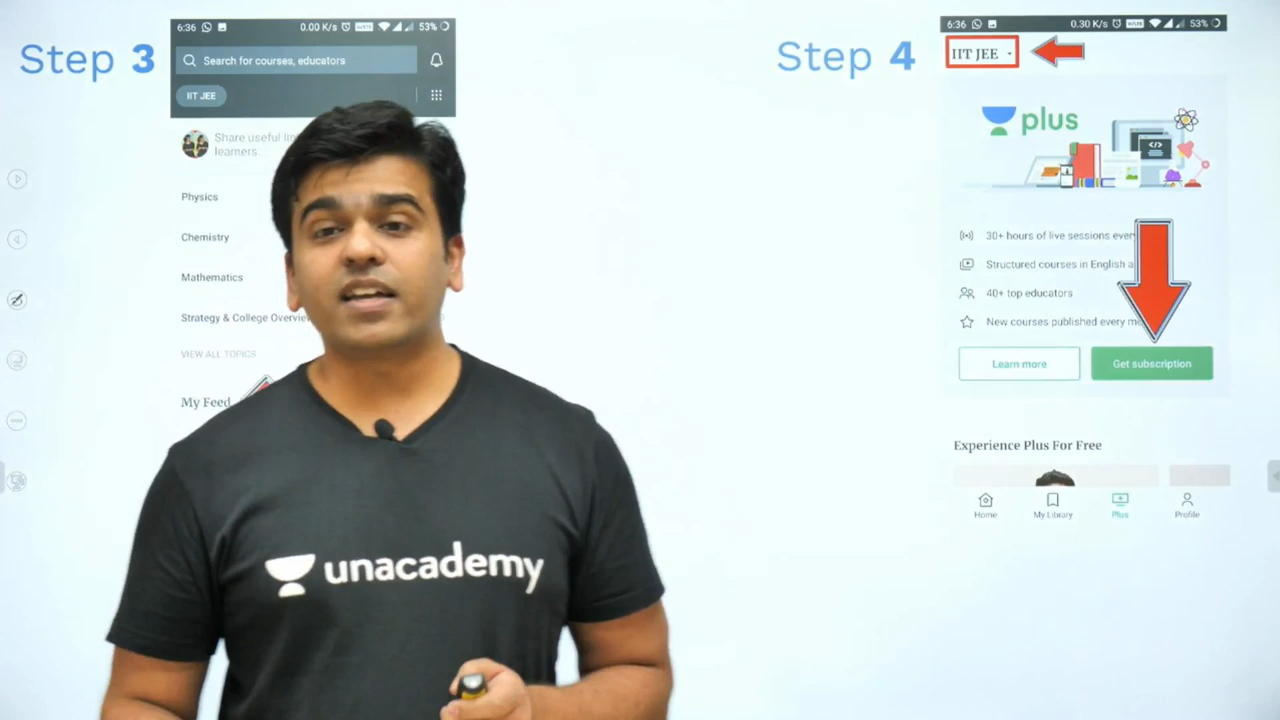 Step 3
6:36
0.00 K/s
53%
Search for courses, educators
IIT JEE
Share useful
learners...
Physics
Chemistry
Mathematics
Strategy & College
VIEW ALL TOPICS
My Feed
unacademy
Step 4
6:36
0.30 K/s
53%
IIT JEE
plus
30+ hours of live sessions
Structured courses in English
40+ top educators
New courses published every
Learn more
Get subscription
Experience Plus For Free
Home
My Library
Plus
Profile